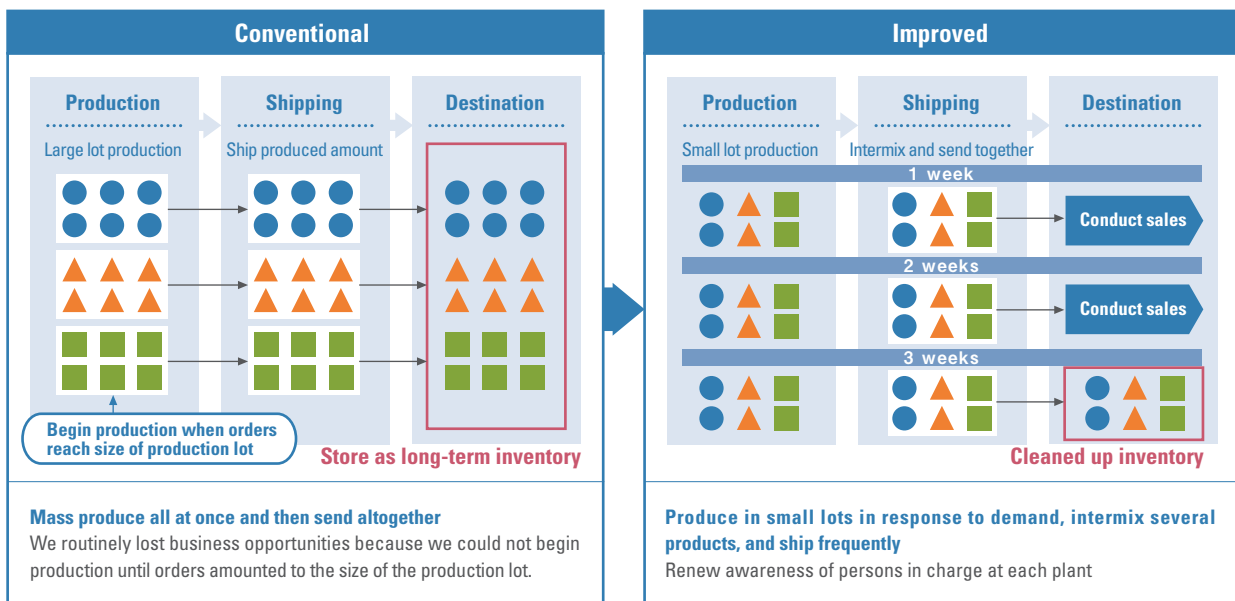 Conventional
Production
Shipping
Destination
Large lot production
Ship produced amount
Begin production when orders
reach size of production lot
Store as long-term inventory
Mass produce all at once and then send altogether
We routinely lost business opportunities because we could not begin
production until orders amounted to the size of the production lot.
Improved
Production
Shipping
Destination
Small lot production
Intermix and send together
1 week
Conduct sales
2 weeks
Conduct sales
3 weeks
Cleaned up inventory
Produce in small lots in response to demand, intermix several
products, and ship frequently
Renew awareness of persons in charge at each plant